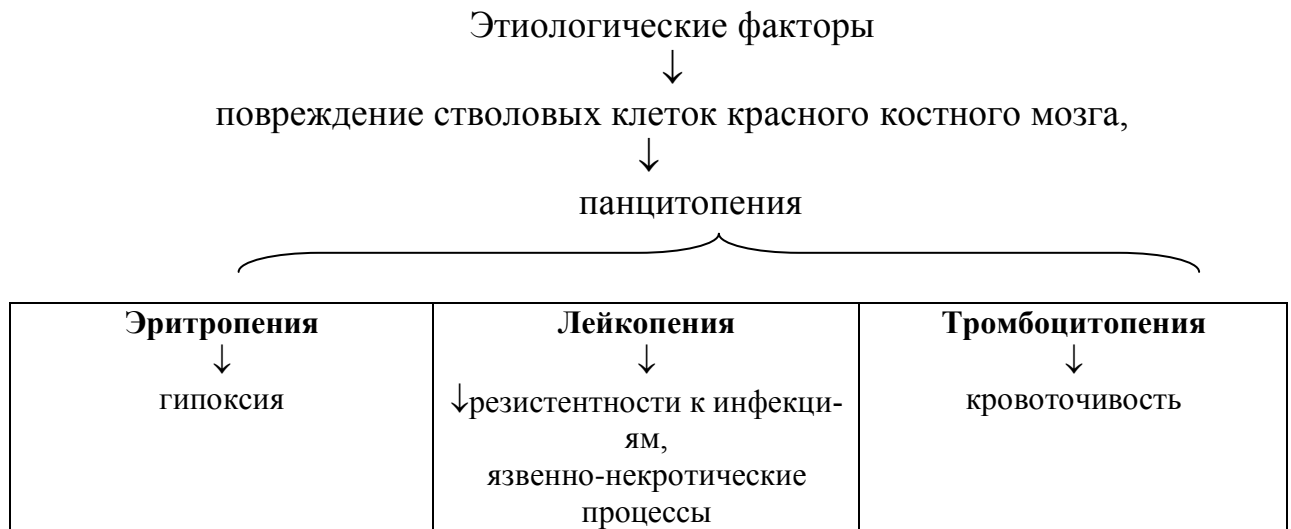 Этиологические факторы
↓
повреждение стволовых клеток красного костного мозга,
↓
панцитопения
Эритропения
↓
гипоксия
Лейкопения
↓
↓резистентности к инфекци-
ям,
язвенно-некротические
процессы
Тромбоцитопения
↓
кровоточивость